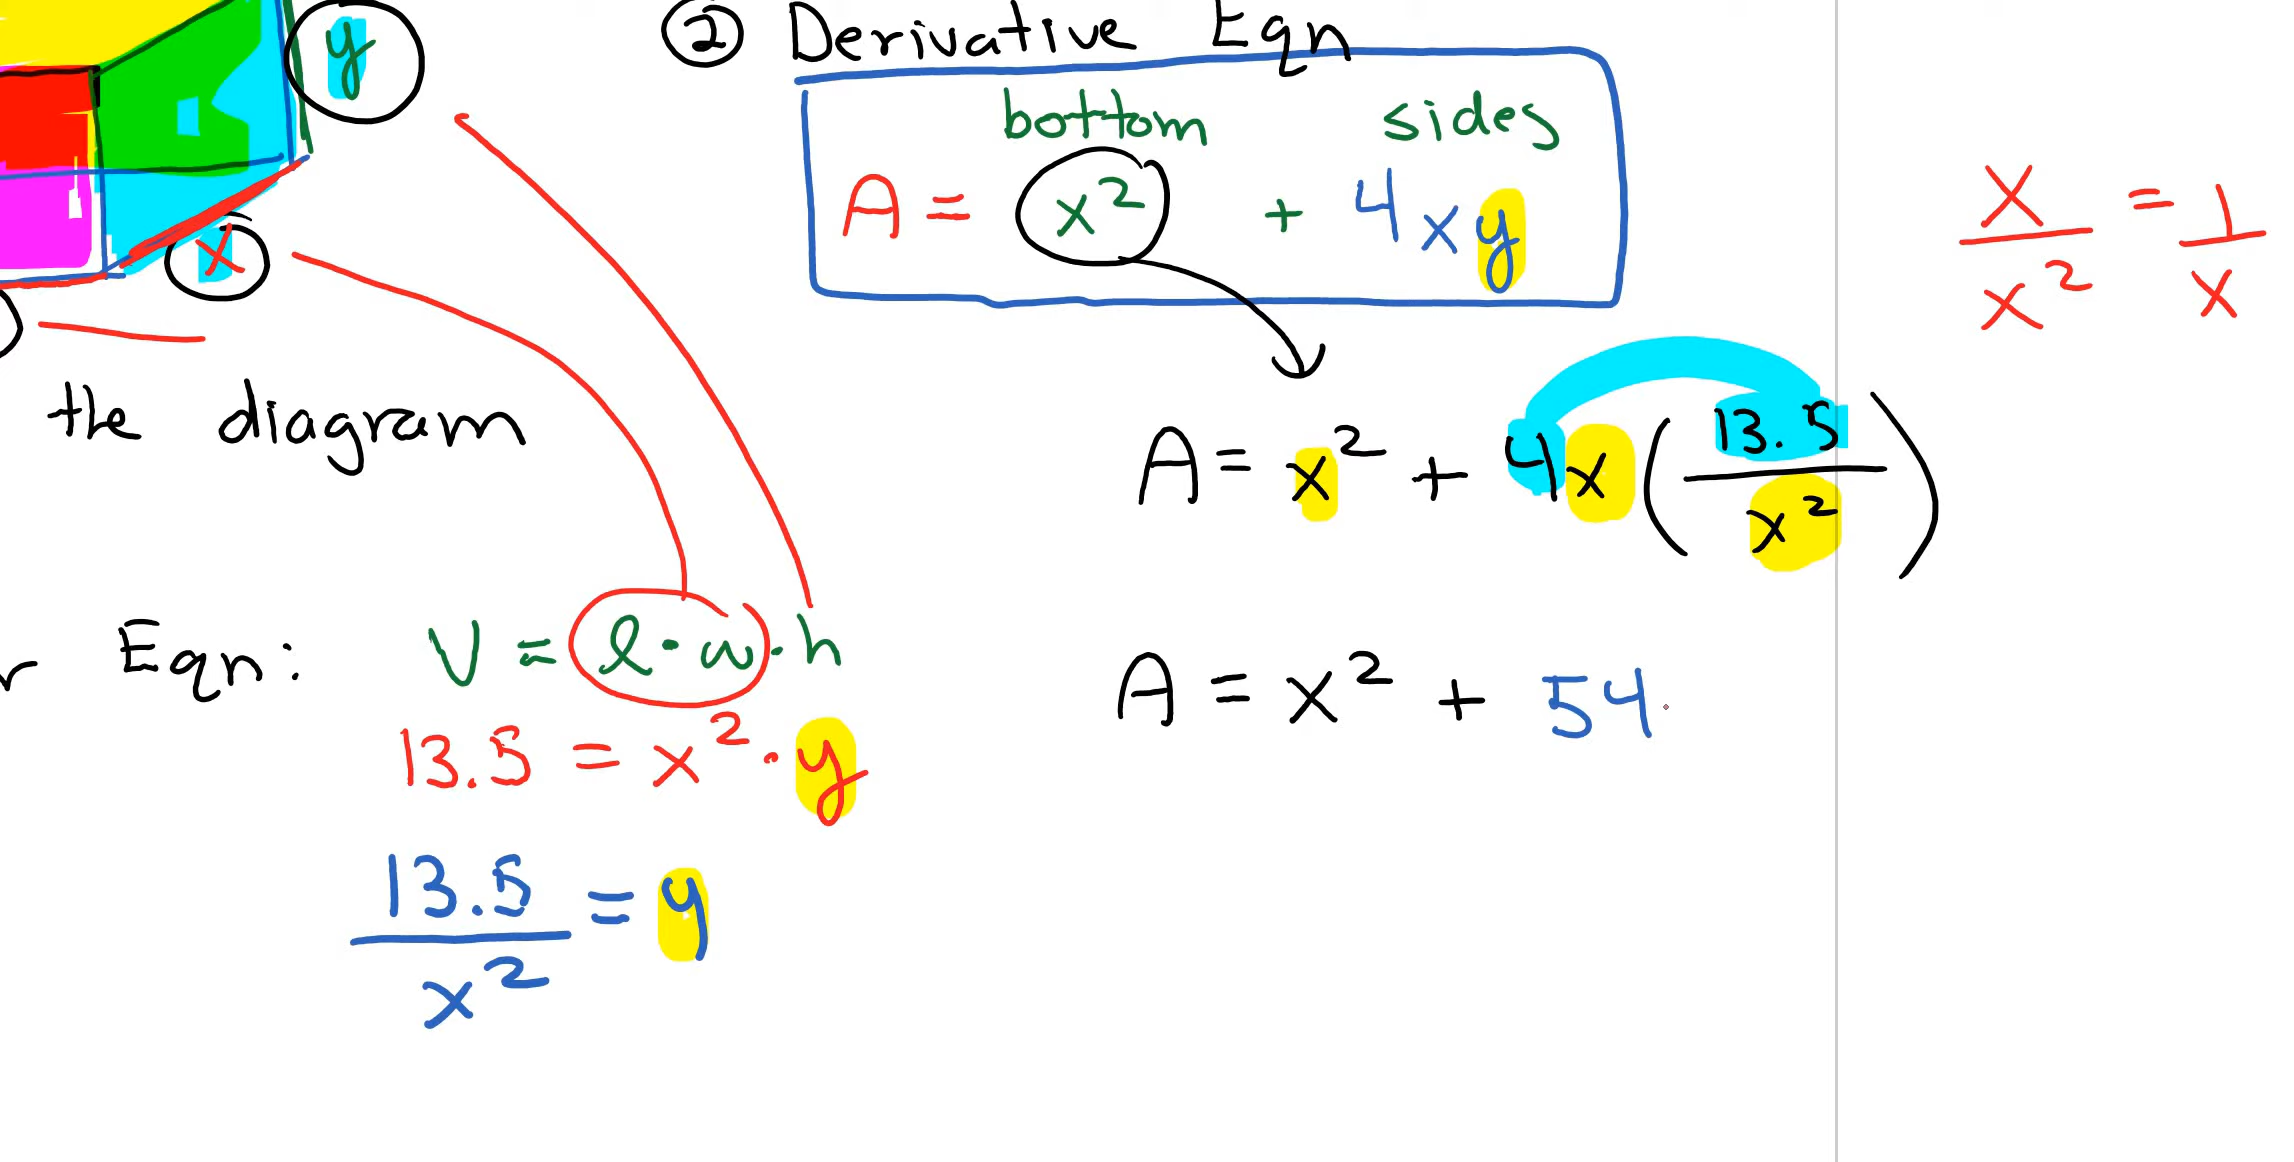 y
② Derivative Eqn
bottom sides
A = x² + 4xy
x/x² = 1/x
x
the diagram
A = x² + 4x(13.5/x²)
Eqn: V = l·w·h
A = x² + 54
13.5 = x²·y
13.5/x² = y